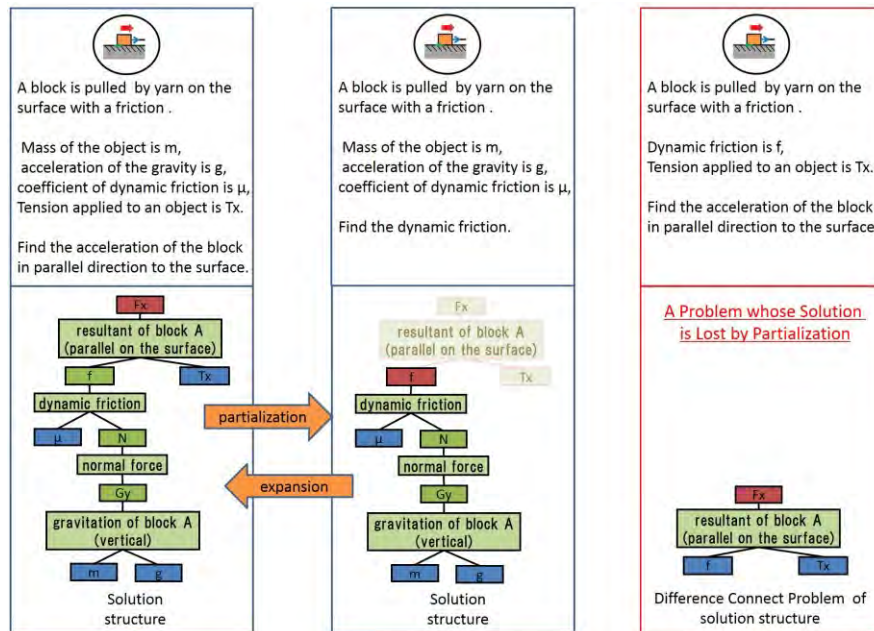 A block is pulled by yarn on the
surface with a friction .
Mass of the object is m,
acceleration of the gravity is g,
coefficient of dynamic friction is μ,
Tension applied to an object is Tx.
Find the acceleration of the block
in parallel direction to the surface.
Fx
resultant of block A
(parallel on the surface)
f
Tx
dynamic friction
μ
N
normal force
Gy
gravitation of block A
(vertical)
m
g
Solution
structure
partialization
expansion
A block is pulled by yarn on the
surface with a friction .
Mass of the object is m,
acceleration of the gravity is g,
coefficient of dynamic friction is μ,
Find the dynamic friction.
Fx
resultant of block A
(parallel on the surface)
Tx
f
dynamic friction
μ
N
normal force
Gy
gravitation of block A
(vertical)
m
g
Solution
structure
A block is pulled by yarn on the
surface with a friction .
Dynamic friction is f,
Tension applied to an object is Tx.
Find the acceleration of the block
in parallel direction to the surface
A Problem whose Solution
is Lost by Partialization
Fx
resultant of block A
(parallel on the surface)
f
Tx
Difference Connect Problem of
solution structure